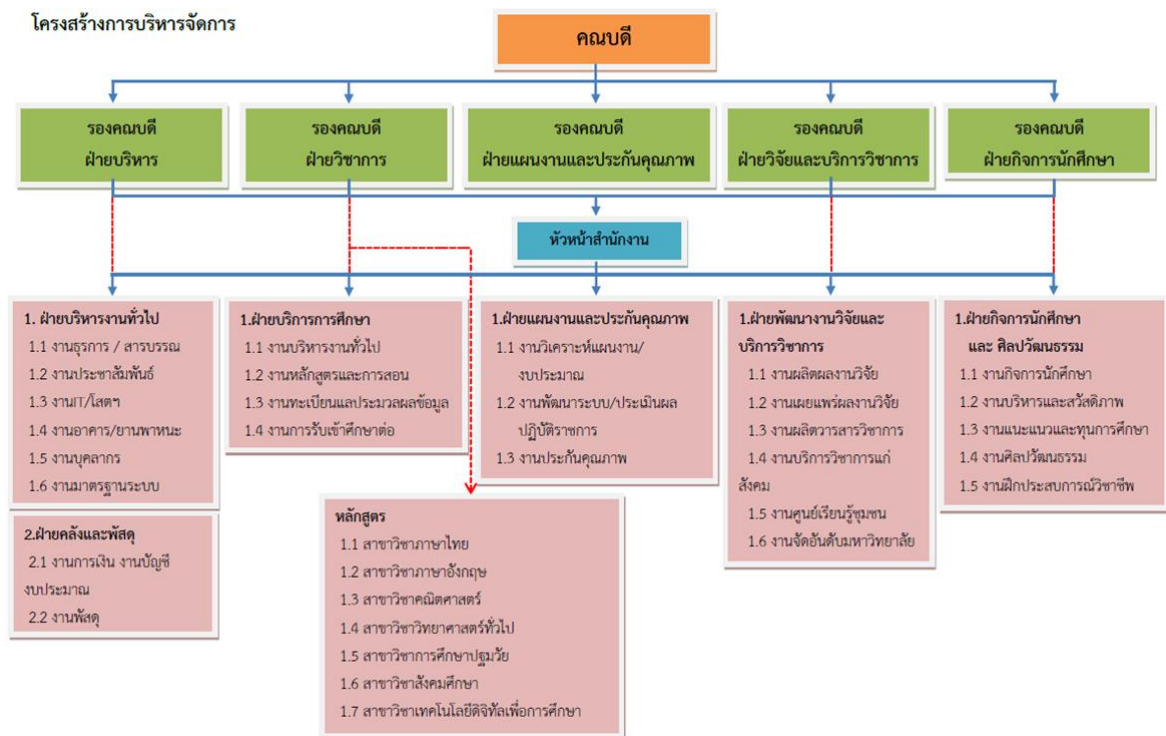 โครงสร้างการบริหารจัดการ
คณบดี
รองคณบดี
ฝ่ายบริหาร
รองคณบดี
ฝ่ายวิชาการ
รองคณบดี
ฝ่ายแผนงานและประกันคุณภาพ
รองคณบดี
ฝ่ายวิจัยและบริการวิชาการ
รองคณบดี
ฝ่ายกิจการนักศึกษา
หัวหน้าสำนักงาน
1. ฝ่ายบริหารงานทั่วไป
1.1 งานธุรการ / สารบรรณ
1.2 งานประชาสัมพันธ์
1.3 งานIT/โสตฯ
1.4 งานอาคาร/ยานพาหนะ
1.5 งานบุคลากร
1.6 งานมาตรฐานระบบ
2.ฝ่ายคลังและพัสดุ
2.1 งานการเงิน งานบัญชี
งบประมาณ
2.2 งานพัสดุ
1.ฝ่ายบริการการศึกษา
1.1 งานบริหารงานทั่วไป
1.2 งานหลักสูตรและการสอน
1.3 งานทะเบียนแลประมวลผลข้อมูล
1.4 งานการรับเข้าศึกษาต่อ
หลักสูตร
1.1 สาขาวิชาภาษาไทย
1.2 สาขาวิชาภาษาอังกฤษ
1.3 สาขาวิชาคณิตศาสตร์
1.4 สาขาวิชาวิทยาศาสตร์ทั่วไป
1.5 สาขาวิชาการศึกษาปฐมวัย
1.6 สาขาวิชาสังคมศึกษา
1.7 สาขาวิชาเทคโนโลยีดิจิทัลเพื่อการศึกษา
1.ฝ่ายแผนงานและประกันคุณภาพ
1.1 งานวิเคราะห์แผนงาน/
งบประมาณ
1.2 งานพัฒนาระบบ/ประเมินผล
ปฏิบัติราชการ
1.3 งานประกันคุณภาพ
1.ฝ่ายพัฒนางานวิจัยและ
บริการวิชาการ
1.1 งานผลิตผลงานวิจัย
1.2 งานเผยแพร่ผลงานวิจัย
1.3 งานผลิตวารสารวิชาการ
1.4 งานบริการวิชาการแก่
สังคม
1.5 งานศูนย์เรียนรู้ชุมชน
1.6 งานจัดอันดับมหาวิทยาลัย
1.ฝ่ายกิจการนักศึกษา
และ ศิลปวัฒนธรรม
1.1 งานกิจการนักศึกษา
1.2 งานบริหารและสวัสดิภาพ
1.3 งานแนะแนวและทุนการศึกษา
1.4 งานศิลปวัฒนธรรม
1.5 งานฝึกประสบการณ์วิชาชีพ